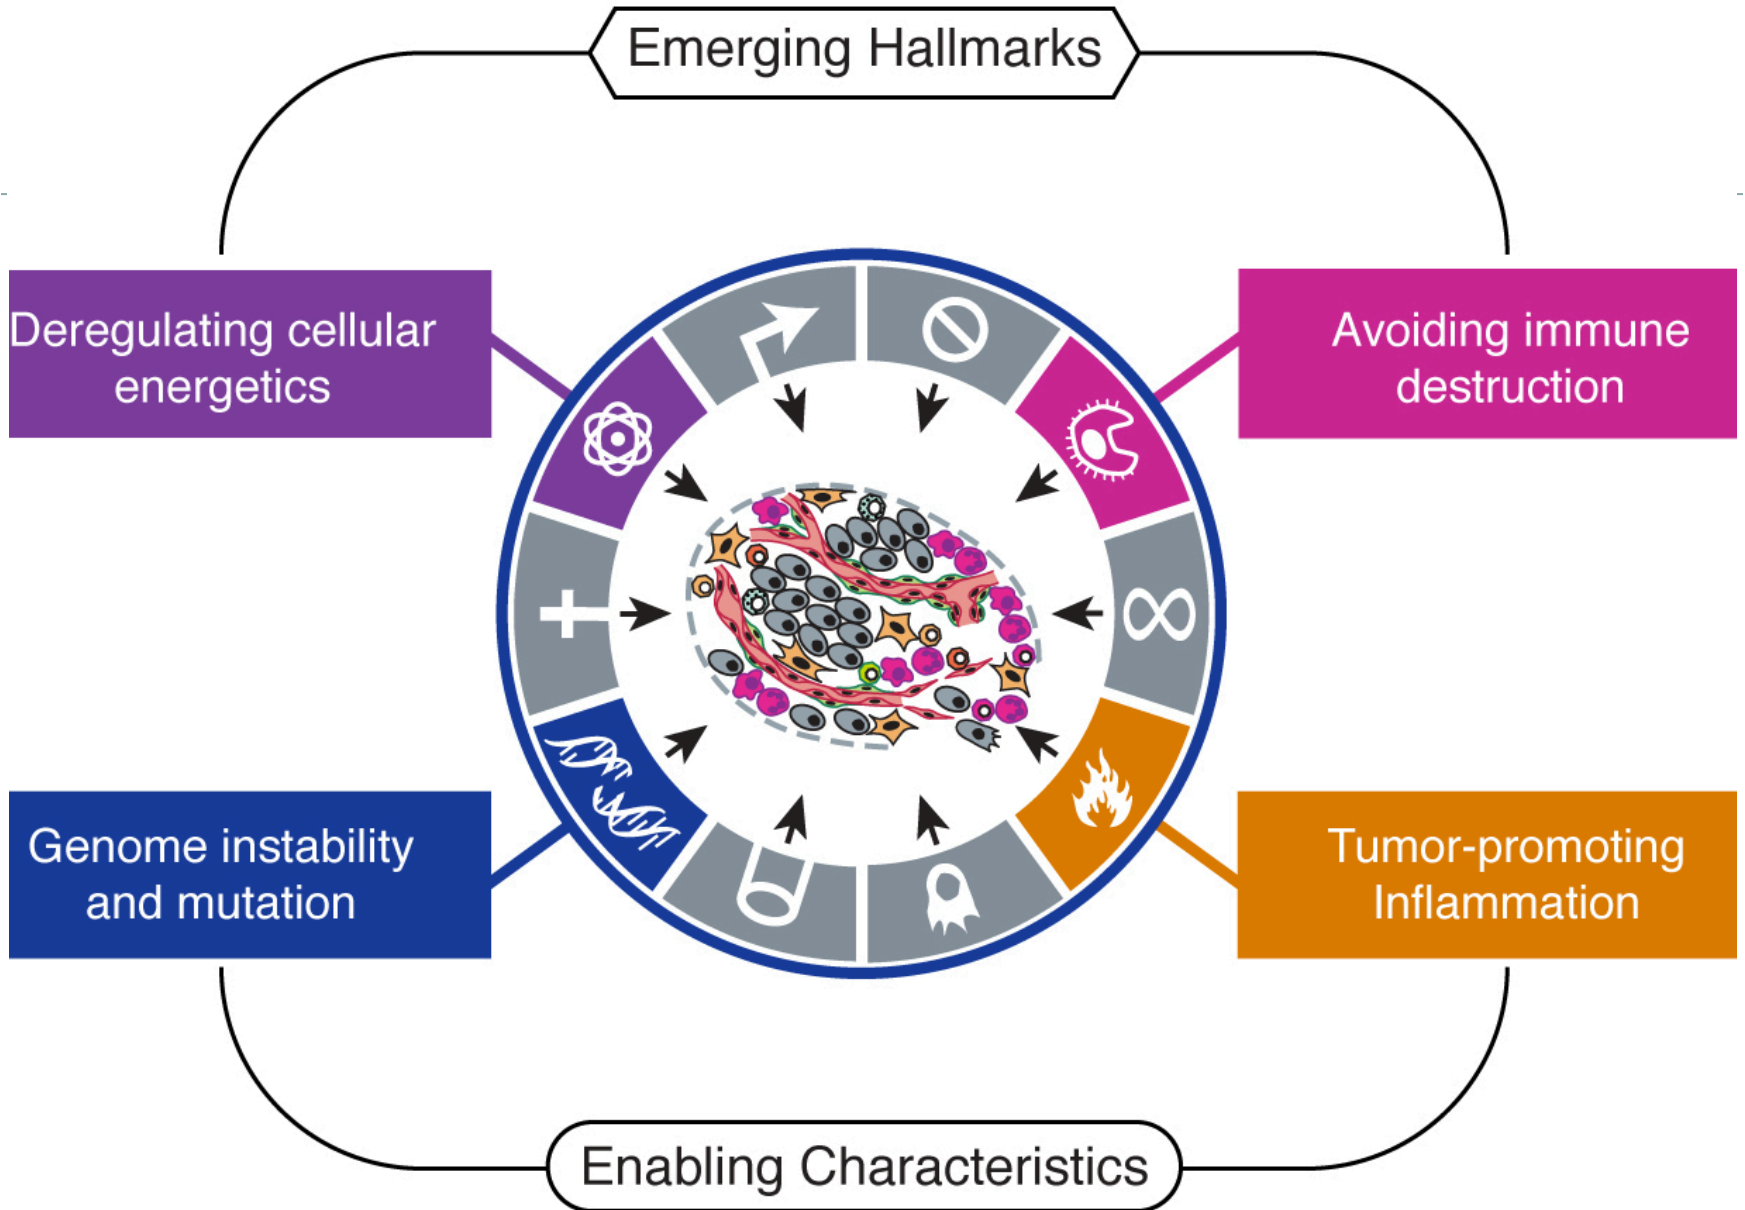 Emerging Hallmarks
Deregulating cellular
energetics
Avoiding immune
destruction
Genome instability
and mutation
Tumor-promoting
Inflammation
Enabling Characteristics